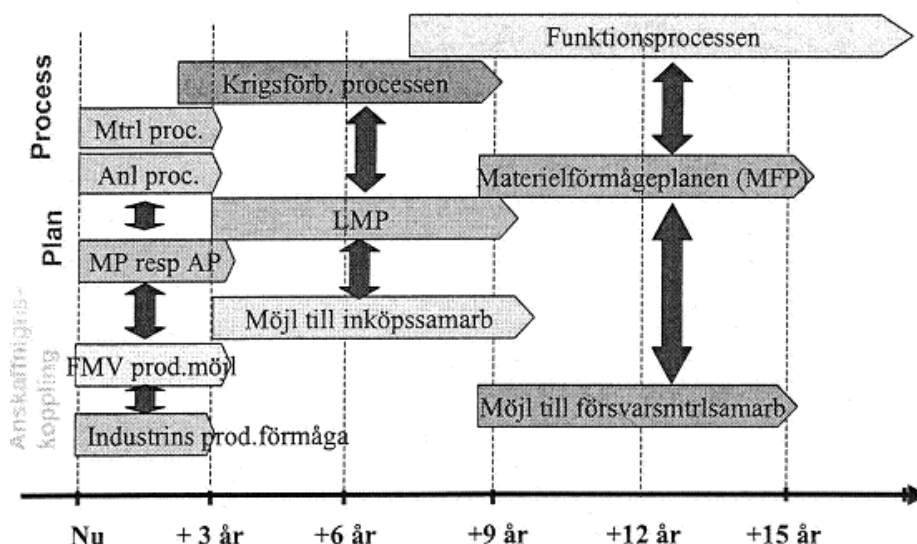 Funktionsprocessen
Krigsförb. processen
Process
Mtrl proc.
Anl proc.
Materielförmågeplanen (MFP)
Plan
LMP
MP resp AP
Möjl till inköpssamarb
Anskaffnigns-
koppling
FMV prod.möjl
Möjl till försvarsmtrlsamarb
Industrins prod.förmåga
Nu + 3 år +6 år +9 år +12 år +15 år